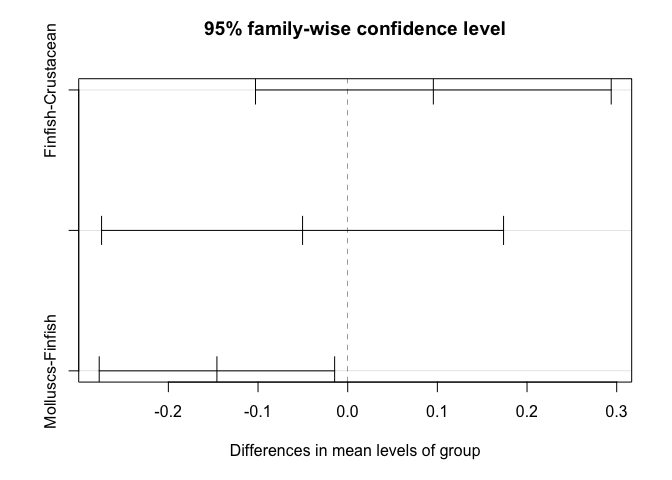 95% family-wise confidence level
Finfish-Crustacean
Molluscs-Finfish
-0.2 -0.1 0.0 0.1 0.2 0.3
Differences in mean levels of group